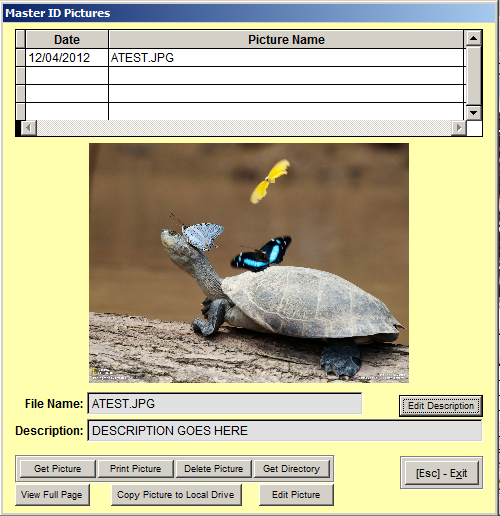 Master ID Pictures
Date Picture Name
12/04/2012 ATEST.JPG
File Name: ATEST.JPG Edit Description
Description: DESCRIPTION GOES HERE
Get Picture Print Picture Delete Picture Get Directory [Esc] - Exit
View Full Page Copy Picture to Local Drive Edit Picture